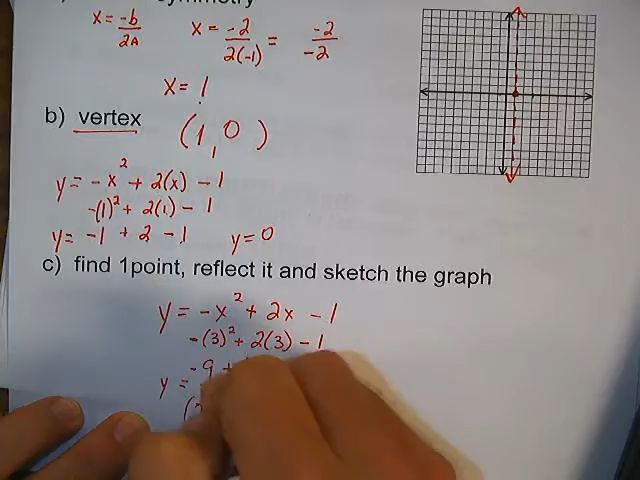 x = -b/2A x = -2/2(-1) = -2/-2
x = 1
b) vertex (1, 0)
y = -x² + 2(x) - 1
-(1)² + 2(1) - 1
y = -1 + 2 - 1 y = 0
c) find 1point, reflect it and sketch the graph
y = -x² + 2x - 1
-(3)² + 2(3) - 1
y = -9 +